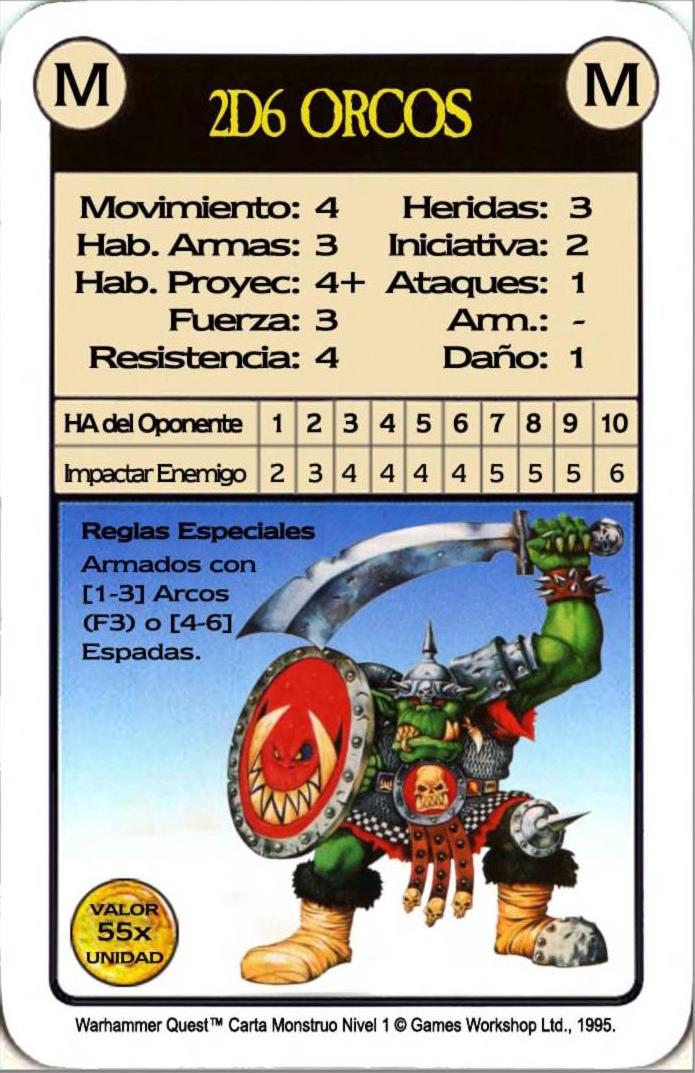 M M
2D6 ORCOS
Movimiento: 4 Heridas: 3
Hab. Armas: 3 Iniciativa: 2
Hab. Proyec: 4+ Ataques: 1
Fuerza: 3 Arm.: -
Resistencia: 4 Daño: 1
HA del Oponente 1 2 3 4 5 6 7 8 9 10
Impactar Enemigo 2 3 4 4 4 4 5 5 5 6
Reglas Especiales
Armados con
[1-3] Arcos
(F3) o [4-6]
Espadas.
VALOR
55x
UNIDAD
Warhammer Quest™ Carta Monstruo Nivel 1 © Games Workshop Ltd., 1995.